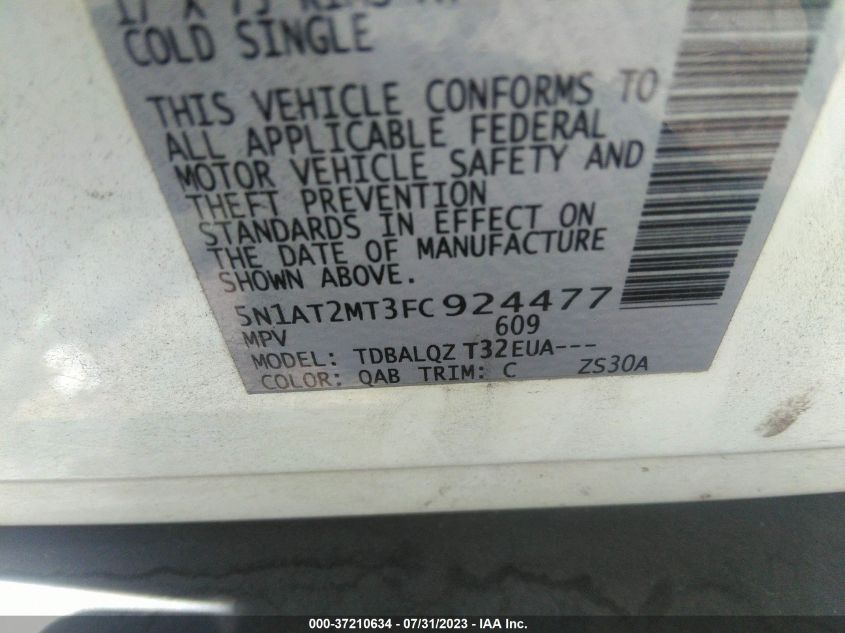 COLD SINGLE
THIS VEHICLE CONFORMS TO
ALL APPLICABLE FEDERAL
MOTOR VEHICLE SAFETY AND
THEFT PREVENTION
STANDARDS IN EFFECT ON
THE DATE OF MANUFACTURE
SHOWN ABOVE.
5N1AT2MT3FC924477
MPV 609
MODEL: TDBALQZ T32EUA---
COLOR: QAB TRIM: C ZS30A
000-37210634 - 07/31/2023 - IAA Inc.